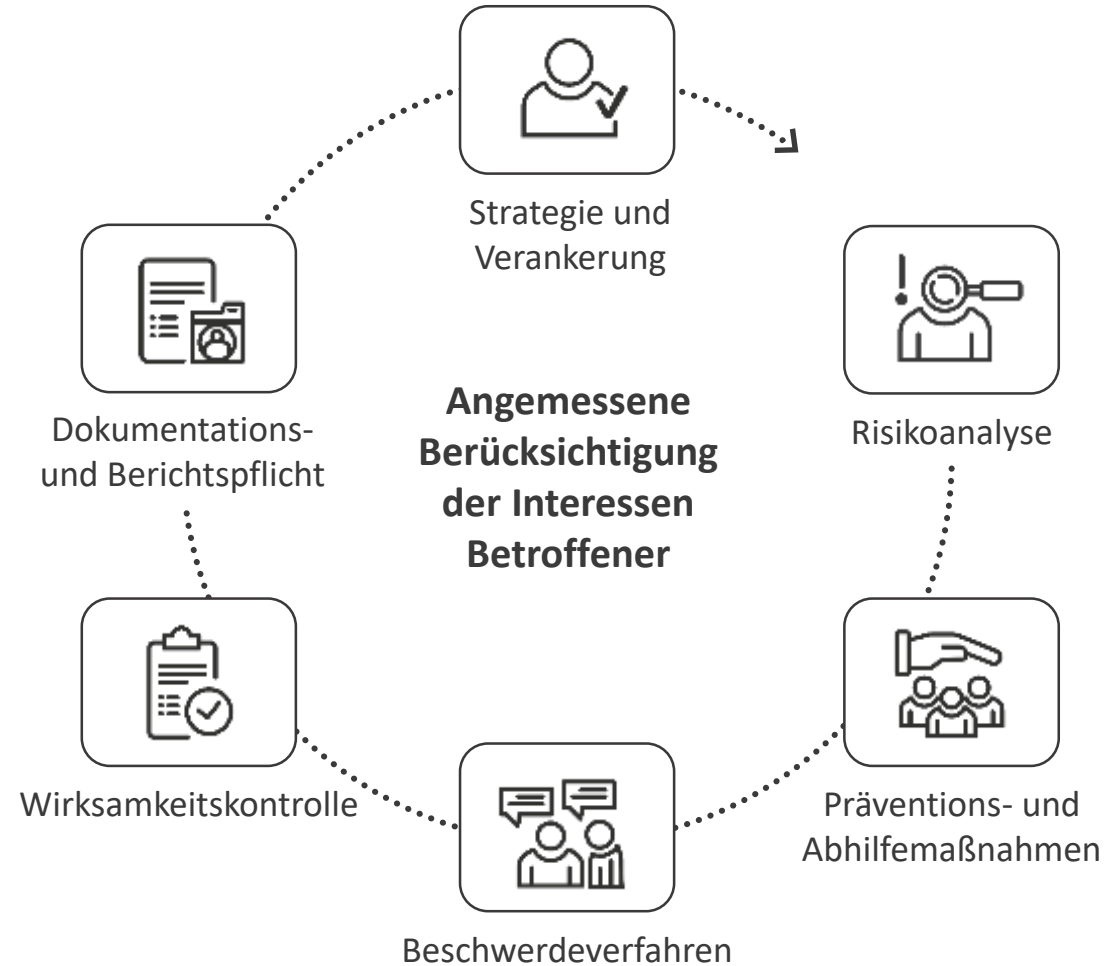 Strategie und
Verankerung
Risikoanalyse
Präventions- und
Abhilfemaßnahmen
Beschwerdeverfahren
Wirksamkeitskontrolle
Dokumentations-
und Berichtspflicht
Angemessene
Berücksichtigung
der Interessen
Betroffener